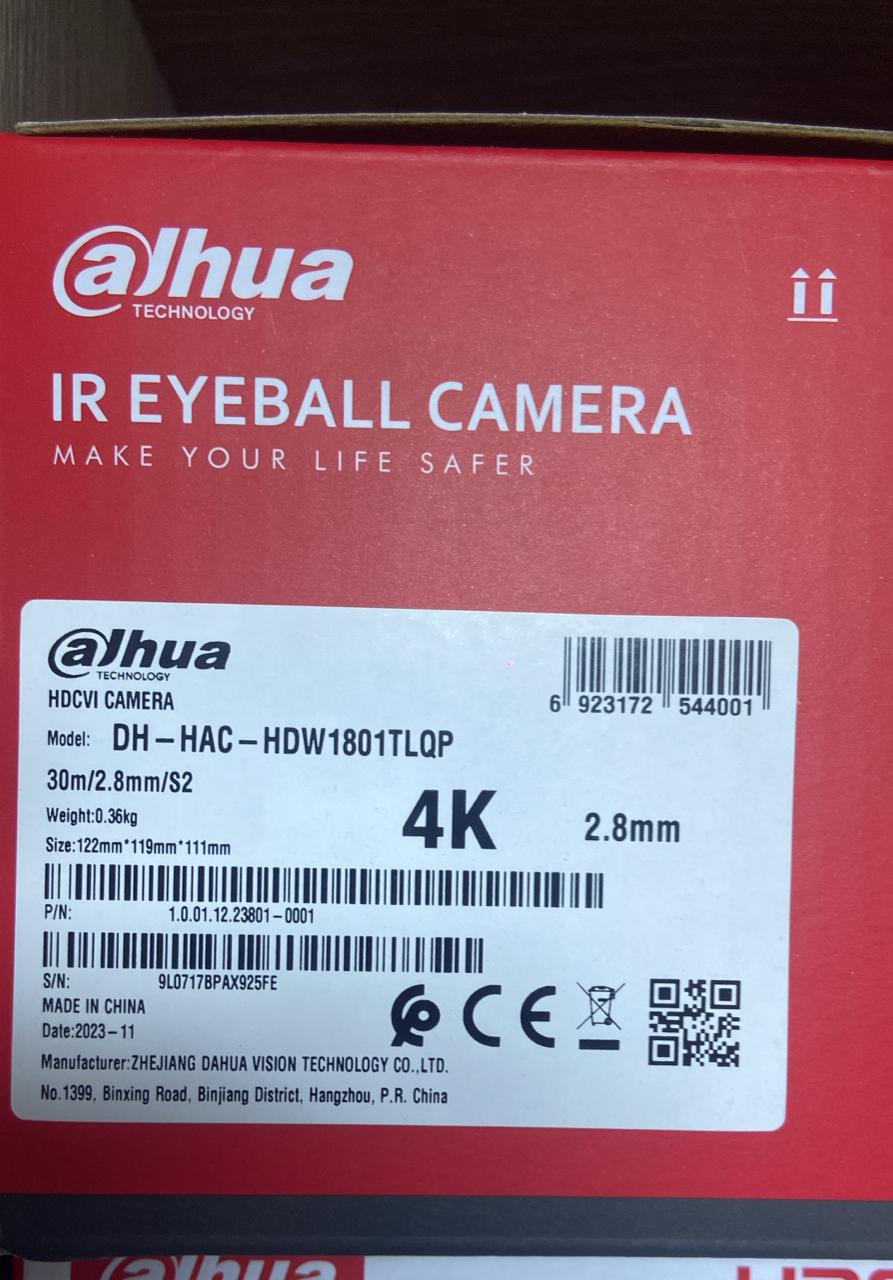 alhua
TECHNOLOGY
IR EYEBALL CAMERA
MAKE YOUR LIFE SAFER
alhua
TECHNOLOGY
HDCVI CAMERA
6 923172 544001
Model: DH-HAC-HDW1801TLQP
30m/2.8mm/S2
Weight:0.36kg
4K
2.8mm
Size:122mm*119mm*111mm
P/N: 1.0.01.12.23801-0001
S/N: 9L0717BPAX925FE
MADE IN CHINA
Date:2023-11
CE
Manufacturer:ZHEJIANG DAHUA VISION TECHNOLOGY CO.,LTD.
No.1399, Binxing Road, Binjiang District, Hangzhou, P.R. China
alhua